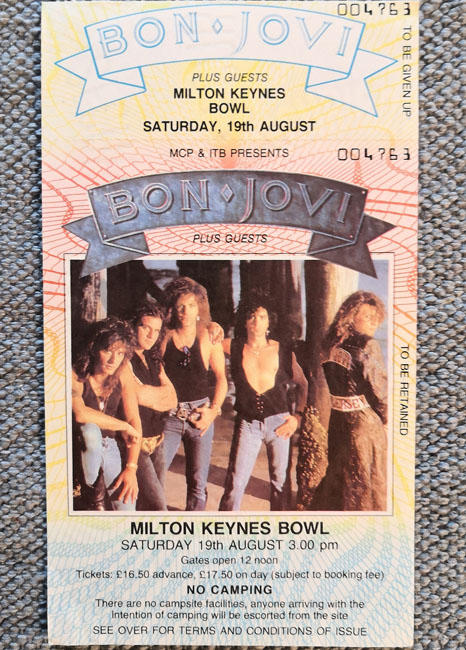 004763
BON JOVI
TO BE GIVEN UP
PLUS GUESTS
MILTON KEYNES
BOWL
SATURDAY, 19th AUGUST
MCP & ITB PRESENTS
004763
BON JOVI
PLUS GUESTS
TO BE RETAINED
MILTON KEYNES BOWL
SATURDAY 19th AUGUST 3.00 pm
Gates open 12 noon
Tickets: £16.50 advance, £17.50 on day (subject to booking fee)
NO CAMPING
There are no campsite facilities, anyone arriving with the
intention of camping will be escorted from the site
SEE OVER FOR TERMS AND CONDITIONS OF ISSUE